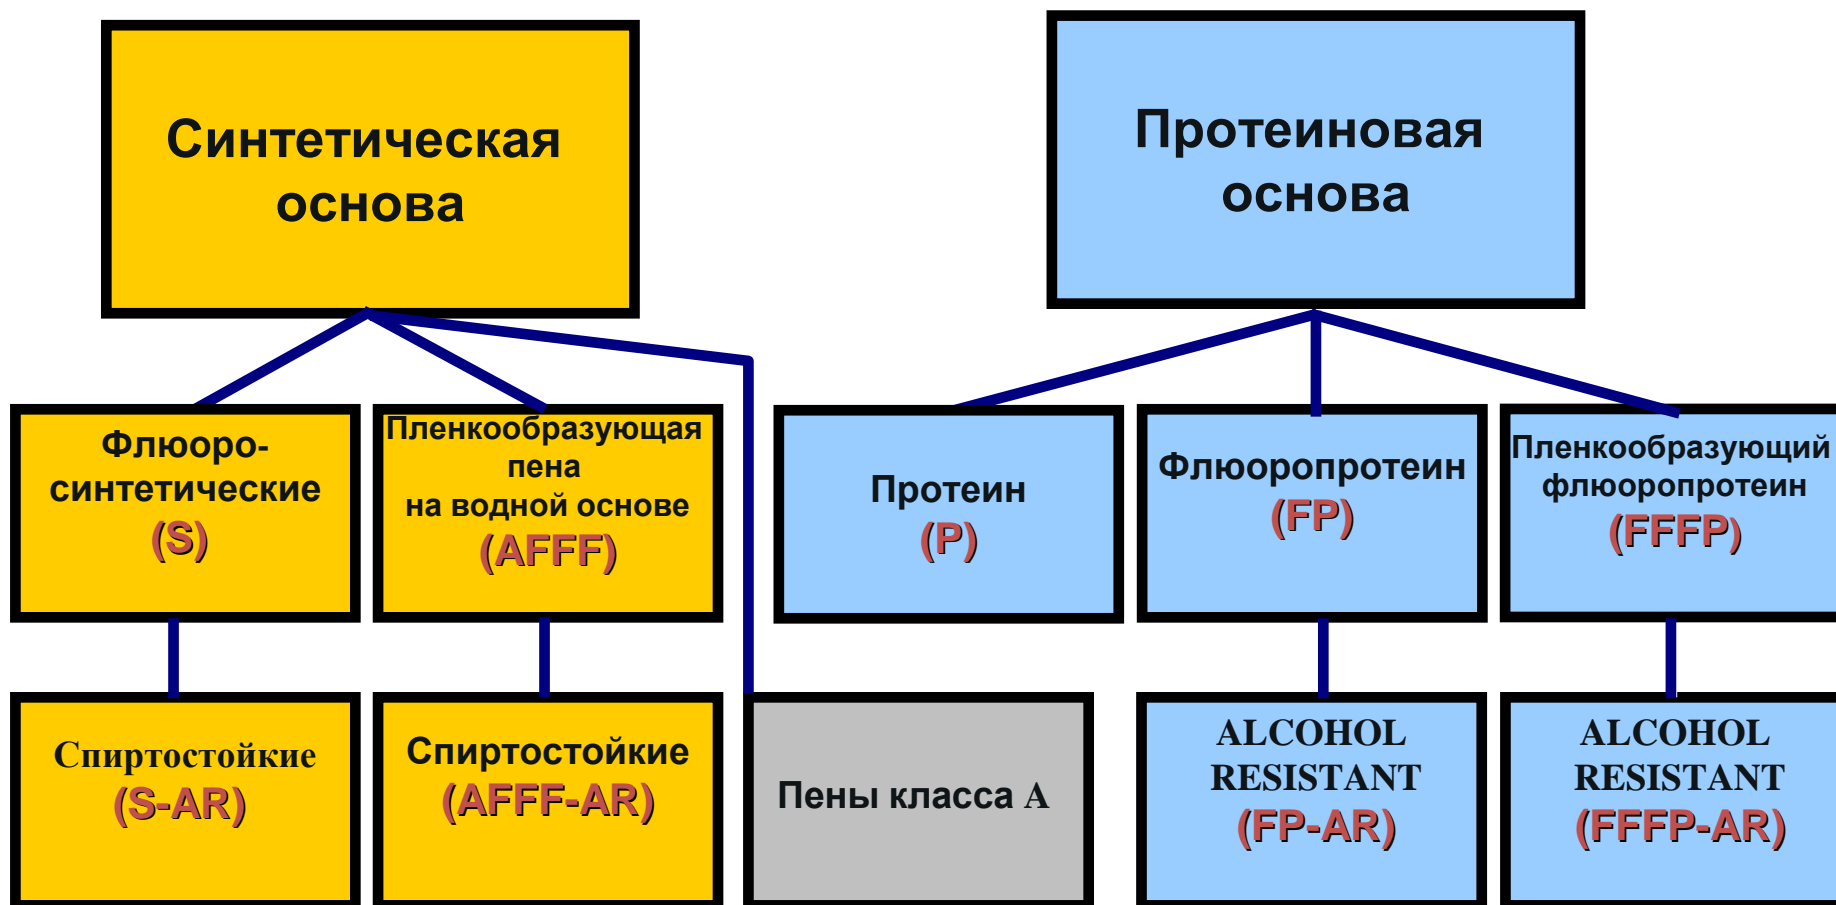 Синтетическая
основа
Протеиновая
основа
Флюоро-
синтетические
(S)
Пленкообразующая
пена
на водной основе
(AFFF)
Протеин
(P)
Флюоропротеин
(FP)
Пленкообразующий
флюоропротеин
(FFFP)
Спиртостойкие
(S-AR)
Спиртостойкие
(AFFF-AR)
Пены класса A
ALCOHOL
RESISTANT
(FP-AR)
ALCOHOL
RESISTANT
(FFFP-AR)